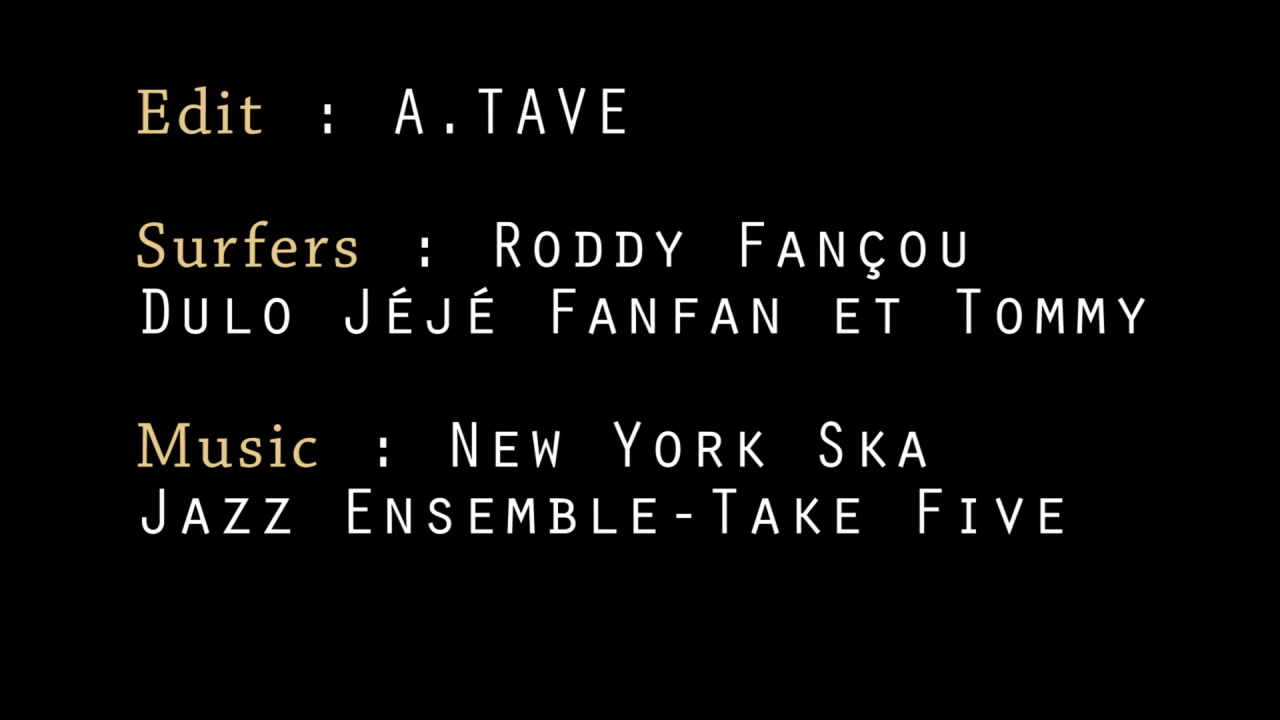 Edit : A.TAVE
Surfers : Roddy Fançou
Dulo Jéjé Fanfan et Tommy
Music : New York Ska
Jazz Ensemble-Take Five